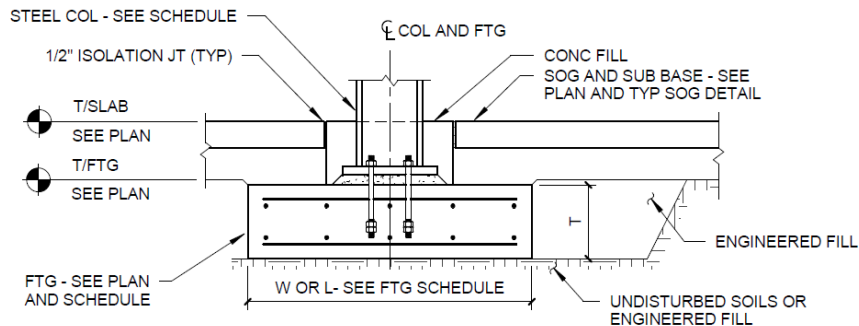 STEEL COL - SEE SCHEDULE
℄ COL AND FTG
1/2" ISOLATION JT (TYP)
CONC FILL
SOG AND SUB BASE - SEE
PLAN AND TYP SOG DETAIL
T/SLAB
SEE PLAN
T/FTG
SEE PLAN
T
ENGINEERED FILL
FTG - SEE PLAN
AND SCHEDULE
W OR L- SEE FTG SCHEDULE
UNDISTURBED SOILS OR
ENGINEERED FILL